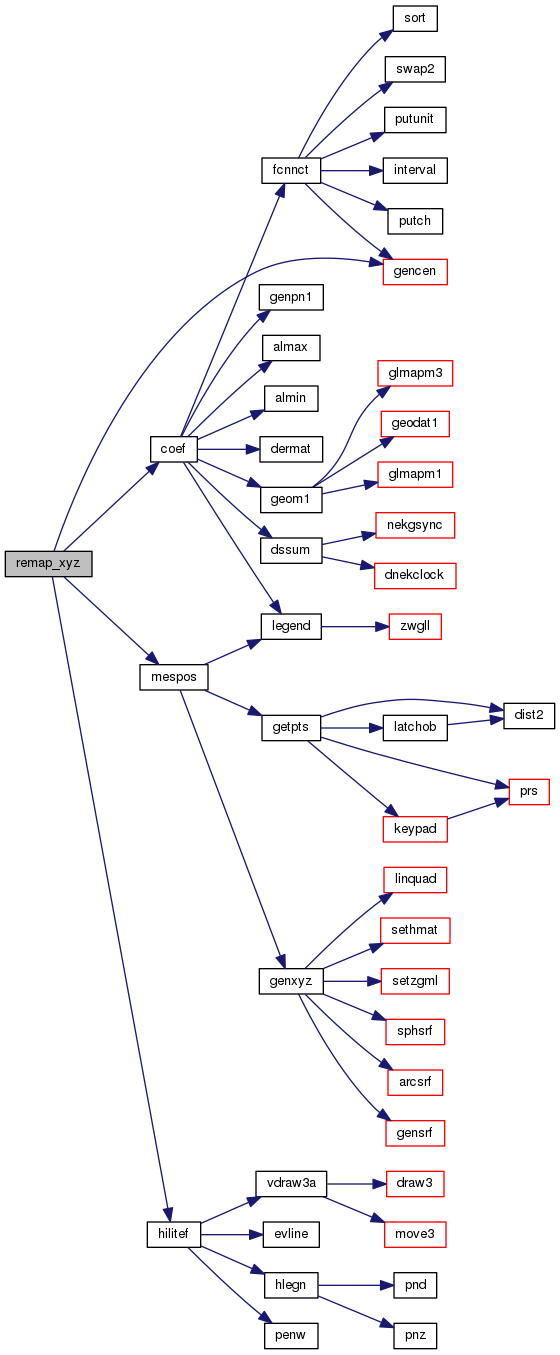 sort
swap2
putunit
fcnnct
interval
putch
gencen
genpn1
almax
glmapm3
almin
geodat1
coef
dermat
glmapm1
geom1
nekgsync
dssum
remap_xyz
dnekclock
legend
zwgll
mespos
dist2
getpts
latchob
prs
keypad
linquad
sethmat
genxyz
setzgml
sphsrf
arcsrf
gensrf
vdraw3a
draw3
hilitef
evline
move3
hlegn
pnd
penw
pnz